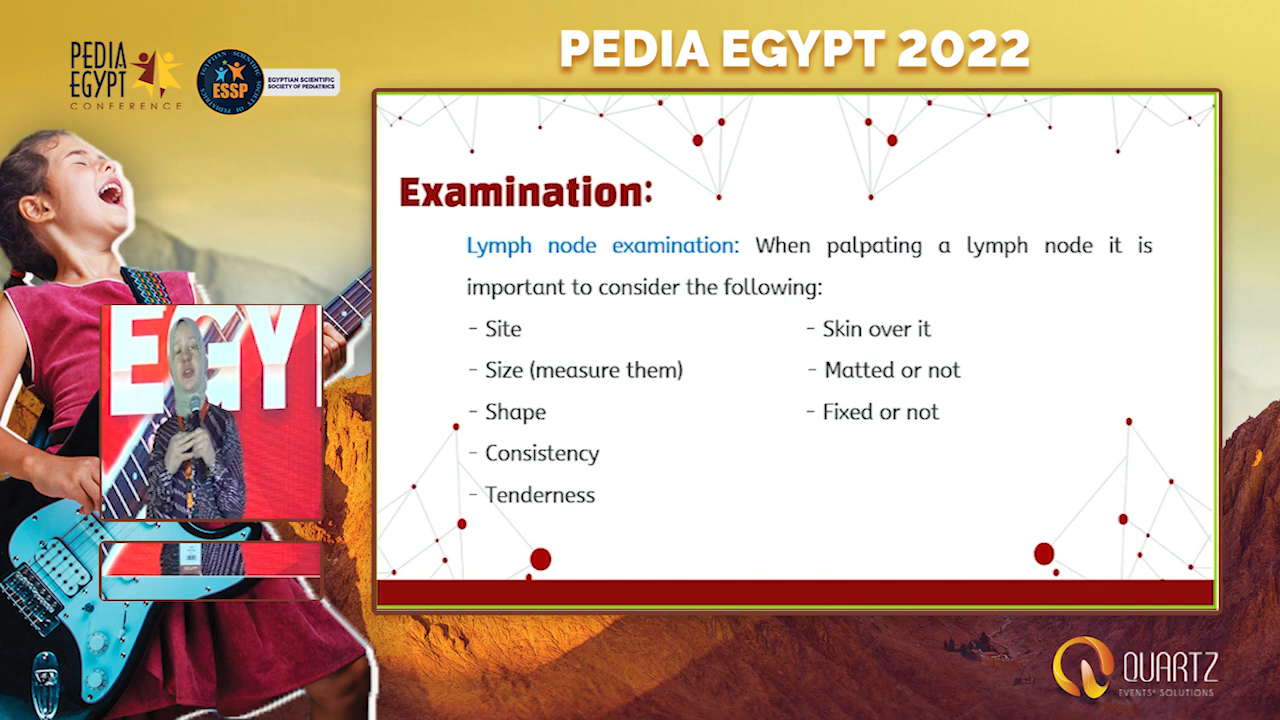 PEDIA EGYPT 2022
PEDIA
EGYPT
CONFERENCE
ESSP
EGYPTIAN SCIENTIFIC
SOCIETY OF PEDIATRICS
Examination:
Lymph node examination: When palpating a lymph node it is
important to consider the following:
- Site
- Size (measure them)
- Shape
- Consistency
- Tenderness
- Skin over it
- Matted or not
- Fixed or not
EGY
QUARTZ
EVENTS' SOLUTIONS